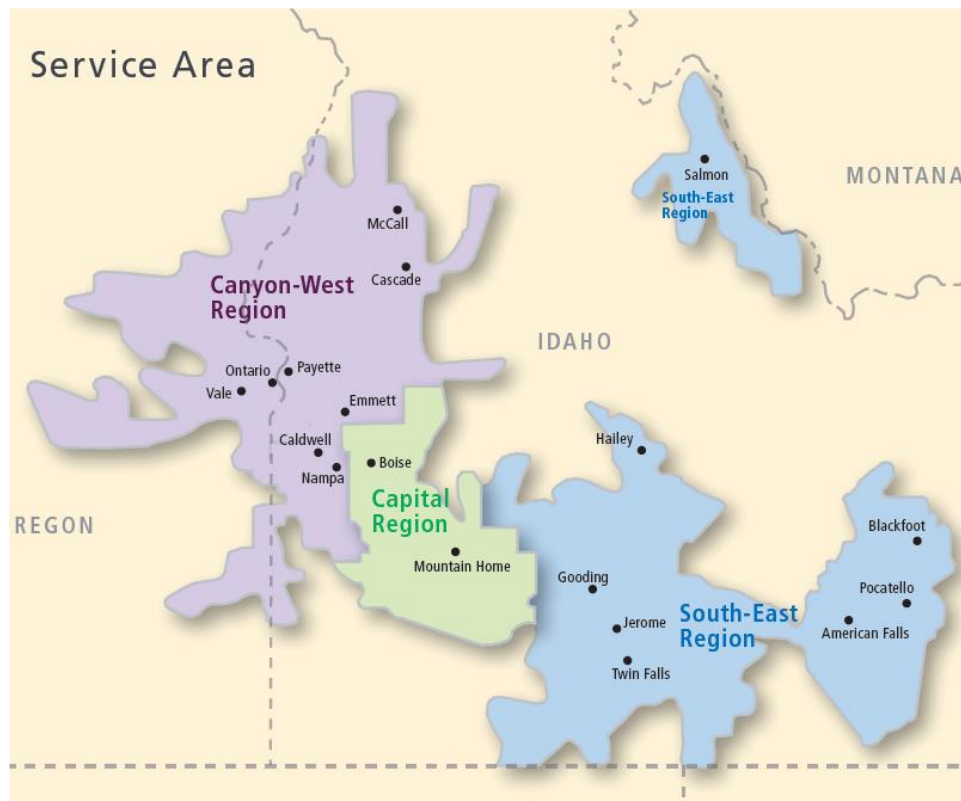 Service Area
Salmon
South-East
Region
MONTANA
McCall
Cascade
Canyon-West
Region
IDAHO
Ontario
Payette
Vale
Emmett
Caldwell
Nampa
Boise
Hailey
Capital
Region
REGON
Mountain Home
Blackfoot
Gooding
Pocatello
South-East
Region
Jerome
American Falls
Twin Falls